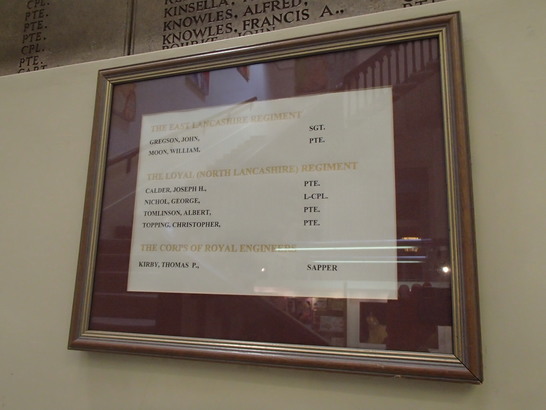 CPL.
PTE.
PTE.
CPL.
PTE.
KINSELLA,
KNOWLES, ALFRED,
KNOWLES, FRANCIS A.,
THE EAST LANCASHIRE REGIMENT
GREGSON, JOHN, SGT.
MOON, WILLIAM, PTE.
THE LOYAL (NORTH LANCASHIRE) REGIMENT
CALDER, JOSEPH H., PTE.
NICHOL, GEORGE, L-CPL.
TOMLINSON, ALBERT, PTE.
TOPPING, CHRISTOPHER, PTE.
THE CORPS OF ROYAL ENGINEERS
KIRBY, THOMAS P., SAPPER